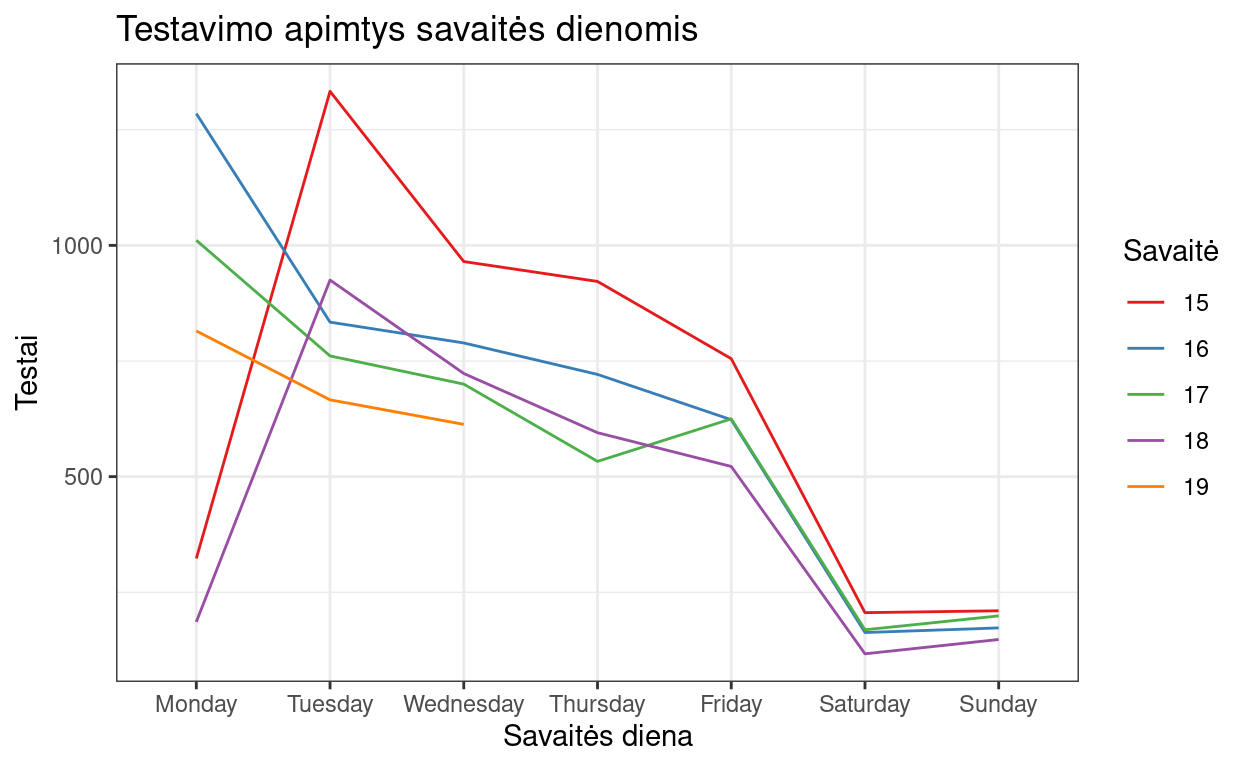 Testavimo apimtys savaitės dienomis
Testai
1000
500
Monday Tuesday Wednesday Thursday Friday Saturday Sunday
Savaitės diena
Savaitė
15
16
17
18
19